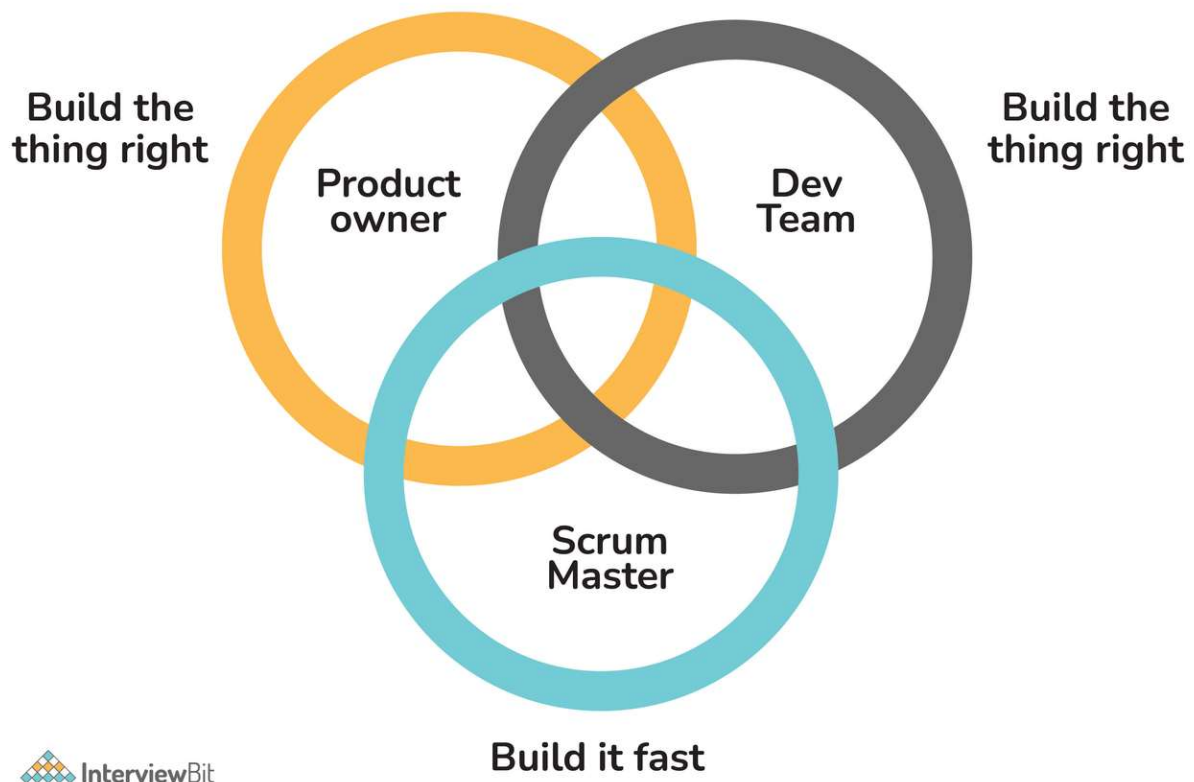 Build the
thing right
Product
owner
Dev
Team
Build the
thing right
Scrum
Master
Build it fast
InterviewBit